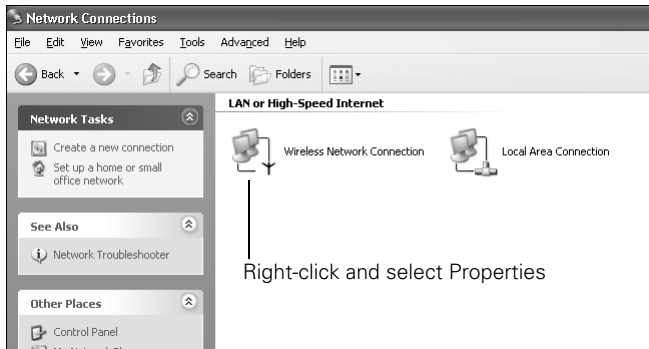 Network Connections
File Edit View Favorites Tools Advanced Help
Back Search Folders
LAN or High-Speed Internet
Network Tasks
Create a new connection
Set up a home or small
office network
Wireless Network Connection
Local Area Connection
See Also
Network Troubleshooter
Right-click and select Properties
Other Places
Control Panel